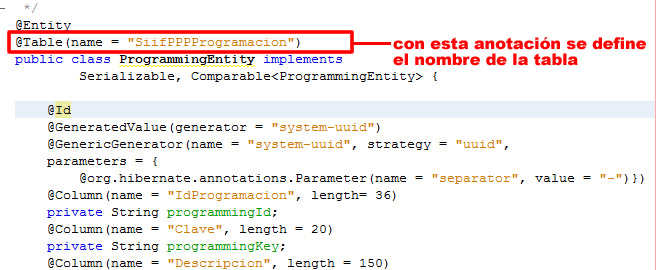 */
@Entity
@Table(name = "SiifPPPProgramacion")
con esta anotación se define
el nombre de la tabla
public class ProgrammingEntity implements
Serializable, Comparable<ProgrammingEntity> {
@Id
@GeneratedValue(generator = "system-uuid")
@GenericGenerator(name = "system-uuid", strategy = "uuid",
parameters = {
@org.hibernate.annotations.Parameter(name = "separator", value = "-")})
@Column(name = "IdProgramacion", length= 36)
private String programmingId;
@Column(name = "Clave", length = 20)
private String programmingKey;
@Column(name = "Descripcion", length = 150)